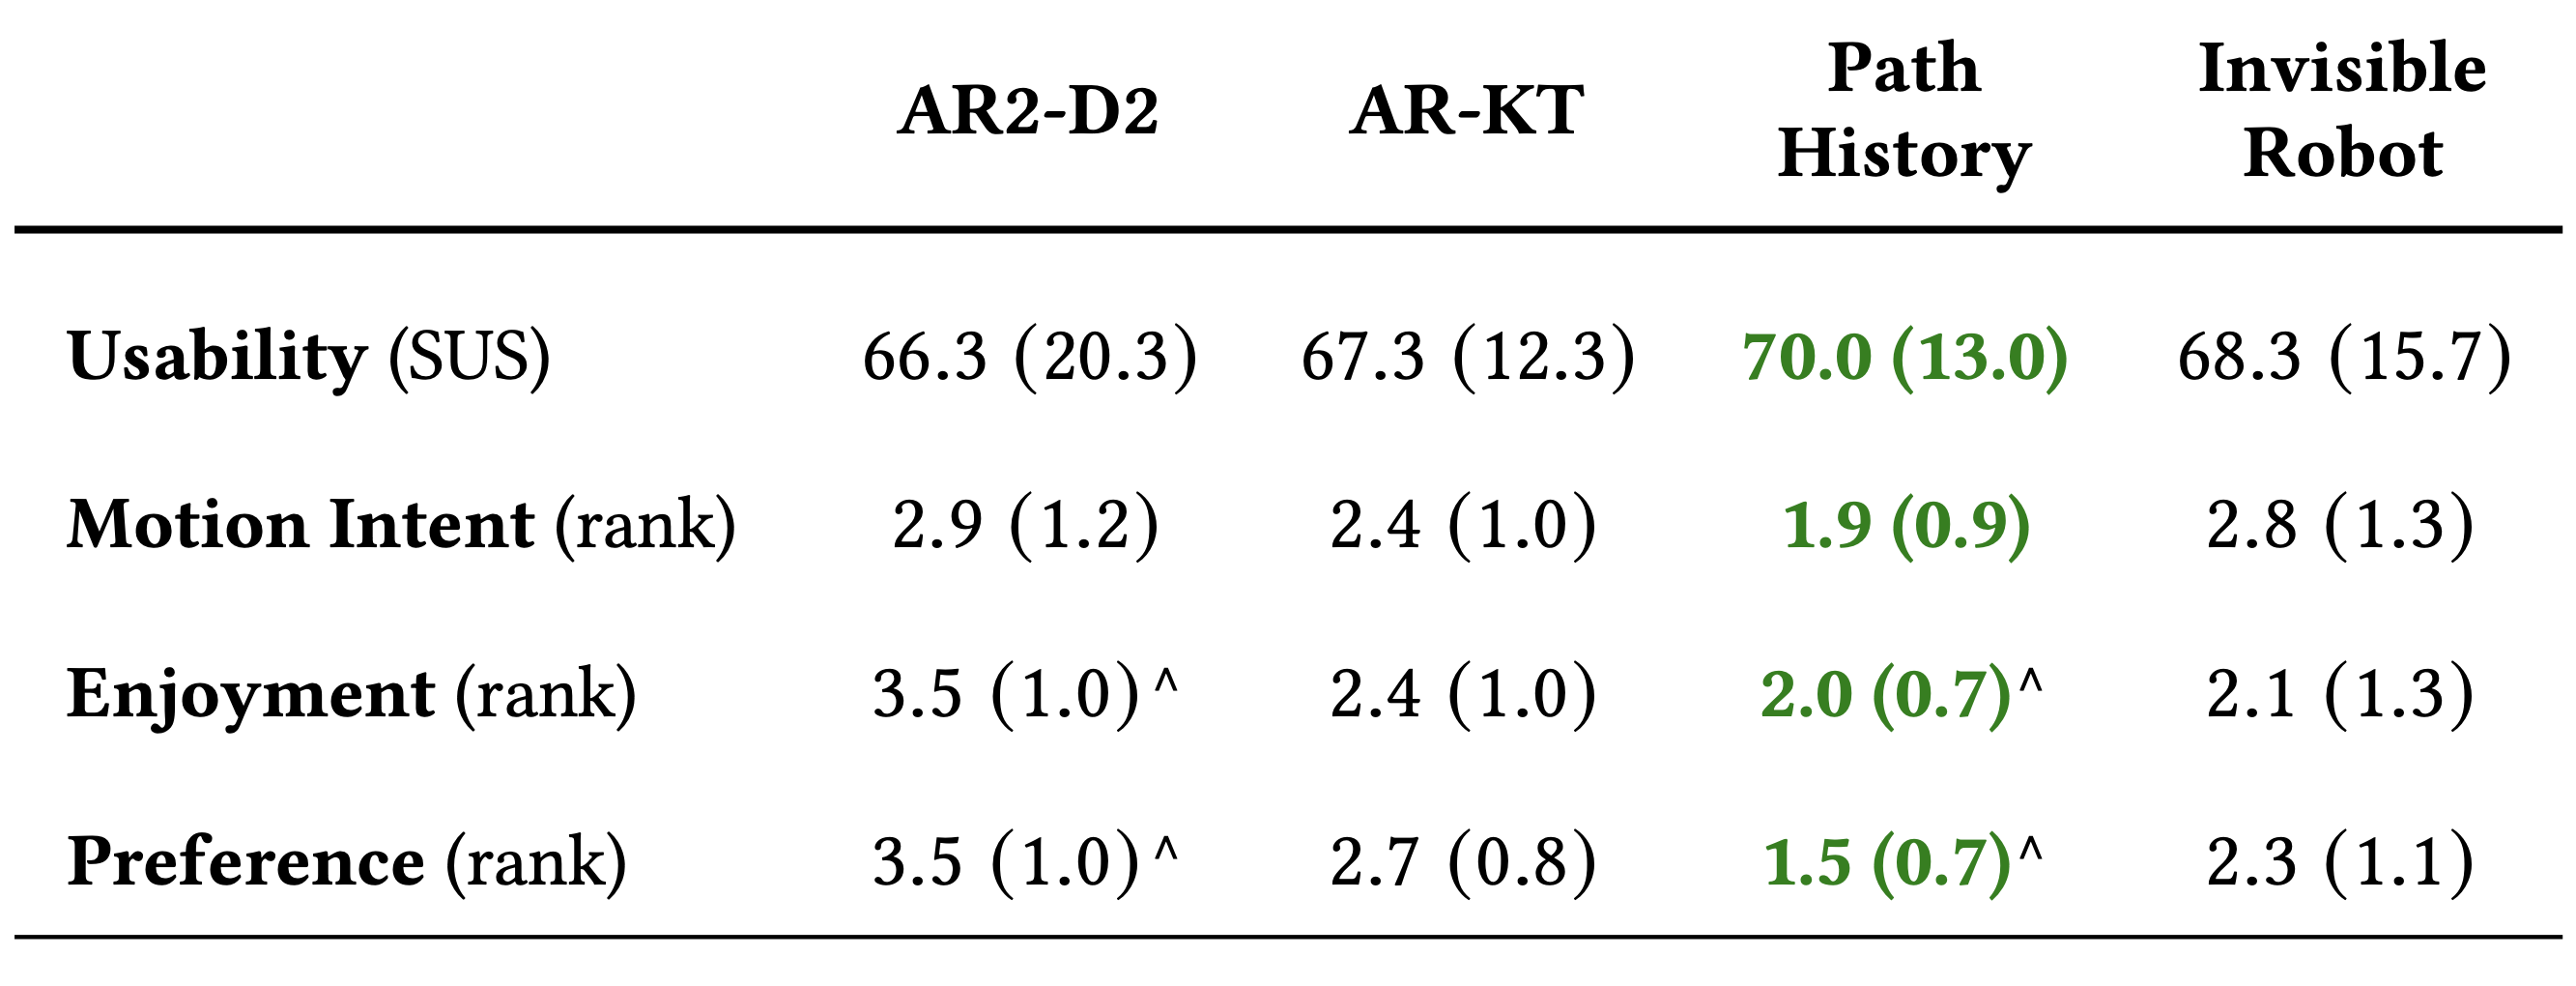 AR2-D2 AR-KT Path History Invisible Robot
Usability (SUS) 66.3 (20.3) 67.3 (12.3) 70.0 (13.0) 68.3 (15.7)
Motion Intent (rank) 2.9 (1.2) 2.4 (1.0) 1.9 (0.9) 2.8 (1.3)
Enjoyment (rank) 3.5 (1.0)^ 2.4 (1.0) 2.0 (0.7)^ 2.1 (1.3)
Preference (rank) 3.5 (1.0)^ 2.7 (0.8) 1.5 (0.7)^ 2.3 (1.1)